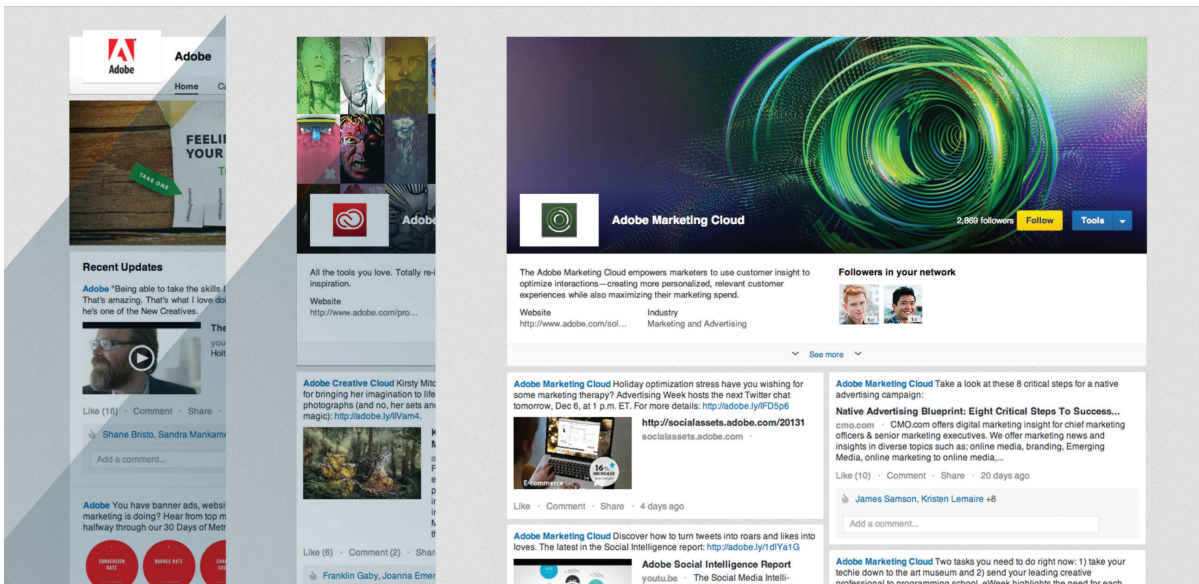 Adobe
Adobe
Home
FEELI
YOUR
TAKE ONE
Recent Updates
Adobe "Being able to take the skills I
That's amazing. That's what I love doi
he's one of the New Creatives.
The
you
Holt
Like (16) · Comment · Share ·
Shane Bristo, Sandra Mankame
Add a comment...
Adobe You have banner ads, websi
marketing is doing? Hear from top m
halfway through our 30 Days of Metr
CONVERSION
RATE
BOUNCE RATE
Adobe
All the tools you love. Totally re-i
inspiration.
Website
http://www.adobe.com/pro...
Adobe Creative Cloud Kirsty Mitc
for bringing her imagination to life
photographs (and no, her sets and
magic): http://adobe.ly/IlVam4.
Like (6) · Comment (2) · Shar
Franklin Gaby, Joanna Emer
Adobe Marketing Cloud
2,869 followers
Follow
Tools
The Adobe Marketing Cloud empowers marketers to use customer insight to
optimize interactions—creating more personalized, relevant customer
experiences while also maximizing their marketing spend.
Website
Industry
http://www.adobe.com/sol...
Marketing and Advertising
Followers in your network
1st
1st
See more
Adobe Marketing Cloud Holiday optimization stress have you wishing for
some marketing therapy? Advertising Week hosts the next Twitter chat
tomorrow, Dec 6, at 1 p.m. ET. For more details: http://adobe.ly/IFD5p6
http://socialassets.adobe.com/20131
socialassets.adobe.com ·
16%
INCREASE
E-commerce
Like · Comment · Share · 4 days ago
Adobe Marketing Cloud Discover how to turn tweets into roars and likes into
loves. The latest in the Social Intelligence report: http://adobe.ly/1dIYa1G
Adobe Social Intelligence Report
youtu.be · The Social Media Intelli-
Adobe Marketing Cloud Take a look at these 8 critical steps for a native
advertising campaign:
Native Advertising Blueprint: Eight Critical Steps To Success...
cmo.com · CMO.com offers digital marketing insight for chief marketing
officers & senior marketing executives. We offer marketing news and
insights in diverse topics such as; online media, branding, Emerging
Media, online marketing to online media,...
Like (10) · Comment · Share · 20 days ago
James Samson, Kristen Lemaire +8
Add a comment...
Adobe Marketing Cloud Two tasks you need to do right now: 1) take your
techie down to the art museum and 2) send your leading creative
professional to programming school. eWeek highlights the need for each